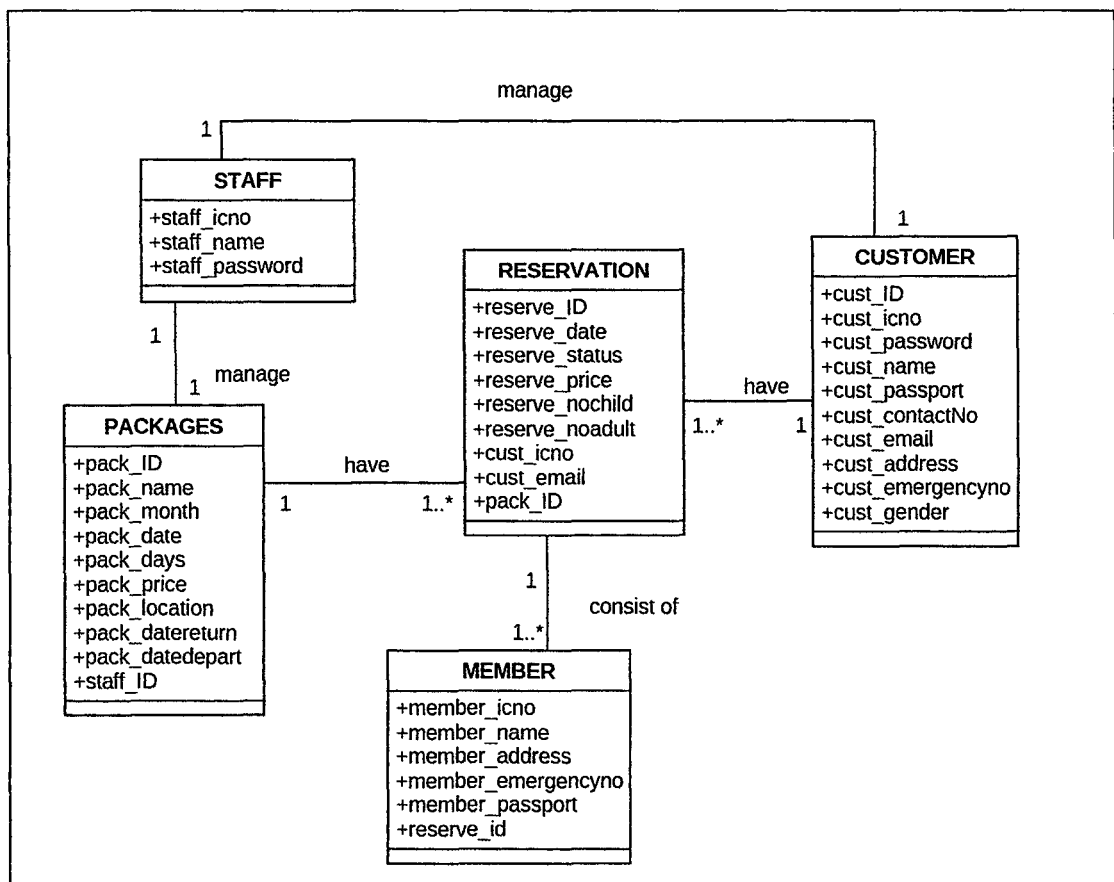 manage
1
1
STAFF
+staff_icno
+staff_name
+staff_password
1
manage
1
PACKAGES
+pack_ID
+pack_name
+pack_month
+pack_date
+pack_days
+pack_price
+pack_location
+pack_datereturn
+pack_datedepart
+staff_ID
have
1
1..*
RESERVATION
+reserve_ID
+reserve_date
+reserve_status
+reserve_price
+reserve_nochild
+reserve_noadult
+cust_icno
+cust_email
+pack_ID
have
1..*
1
CUSTOMER
+cust_ID
+cust_icno
+cust_password
+cust_name
+cust_passport
+cust_contactNo
+cust_email
+cust_address
+cust_emergencyno
+cust_gender
1
consist of
1..*
MEMBER
+member_icno
+member_name
+member_address
+member_emergencyno
+member_passport
+reserve_id